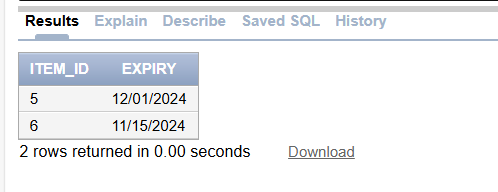 Results Explain Describe Saved SQL History
ITEM_ID EXPIRY
5 12/01/2024
6 11/15/2024
2 rows returned in 0.00 seconds Download